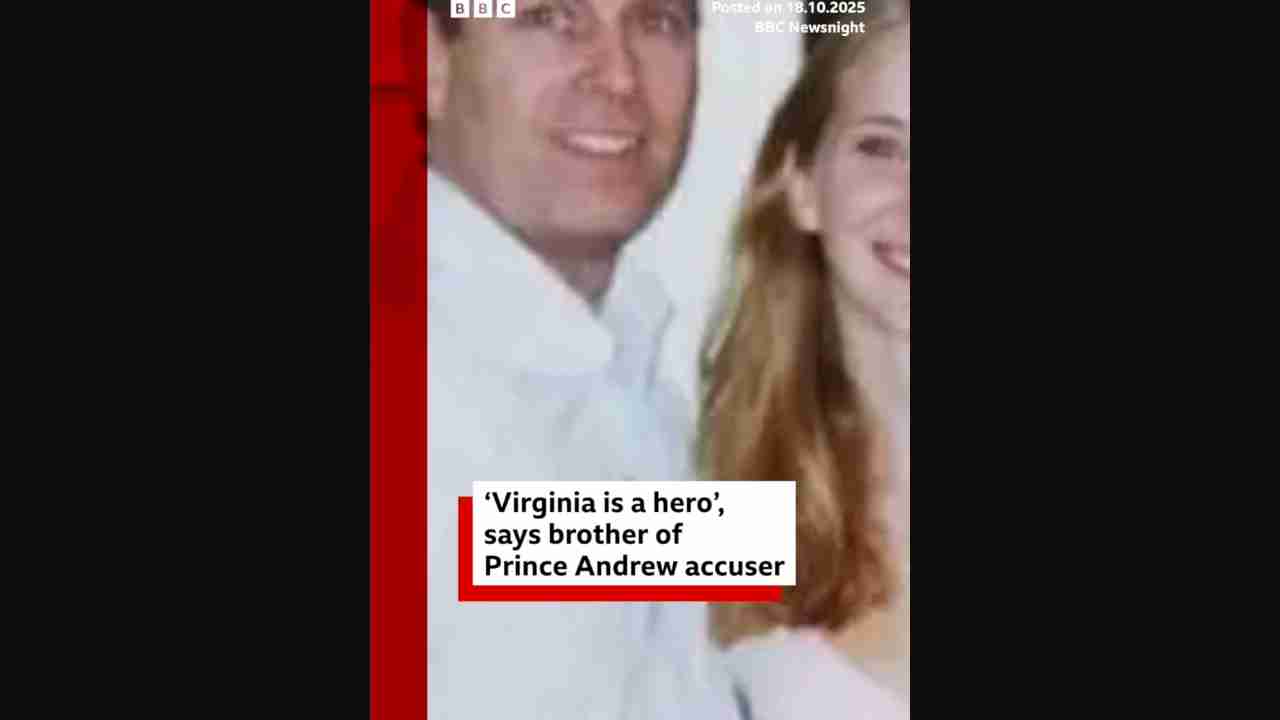 BBC
Posted on 18.10.2025
BBC Newsnight
‘Virginia is a hero’,
says brother of
Prince Andrew accuser